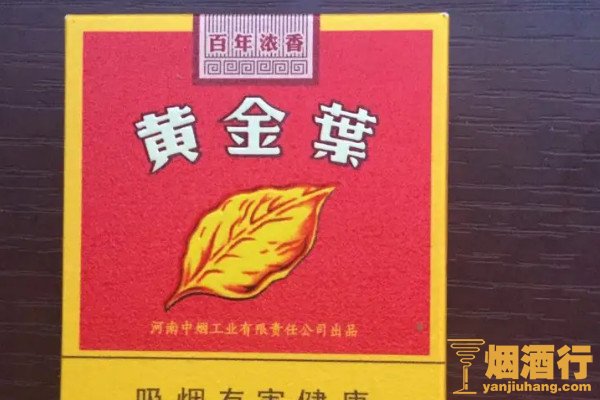 百年浓香
黄金葉
河南中烟工业有限责任公司出品
吸烟有害健康
烟酒行
yanjiuhang.com